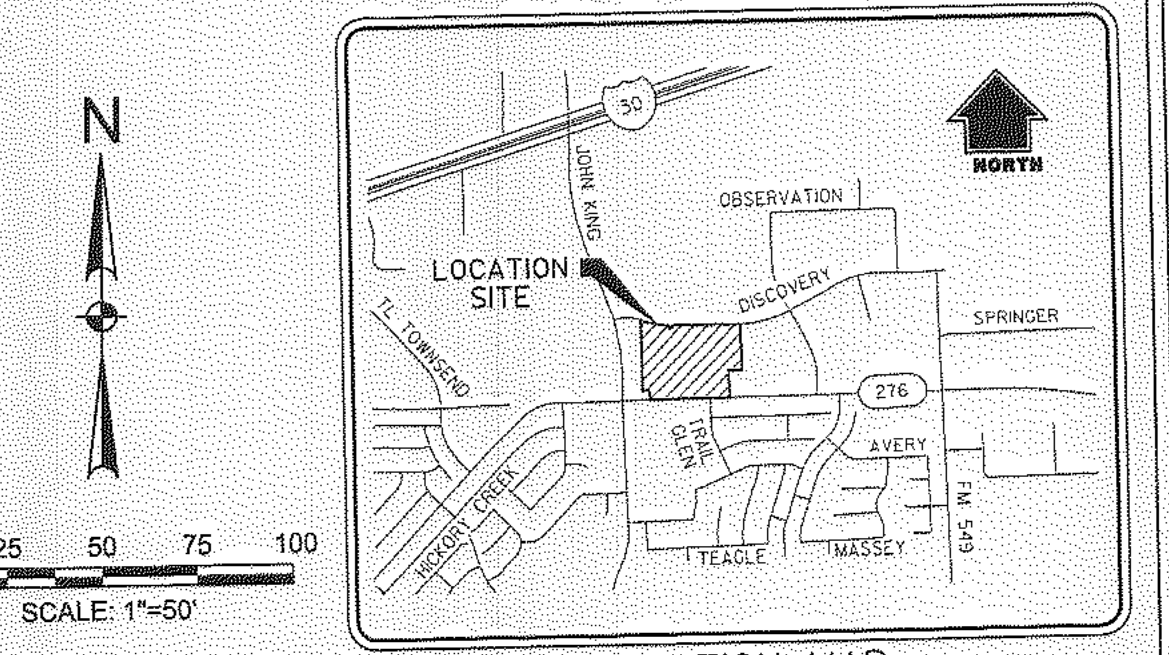 N
25 50 75 100
SCALE: 1"=50'
30
JOHN KING
NORTH
OBSERVATION
LOCATION
SITE
DISCOVERY
TL TOWNSEND
SPRINGER
276
TRAIL
GLEN
AVERY
HICKORY CREEK
FM 549
TEAGLE
MASSEY